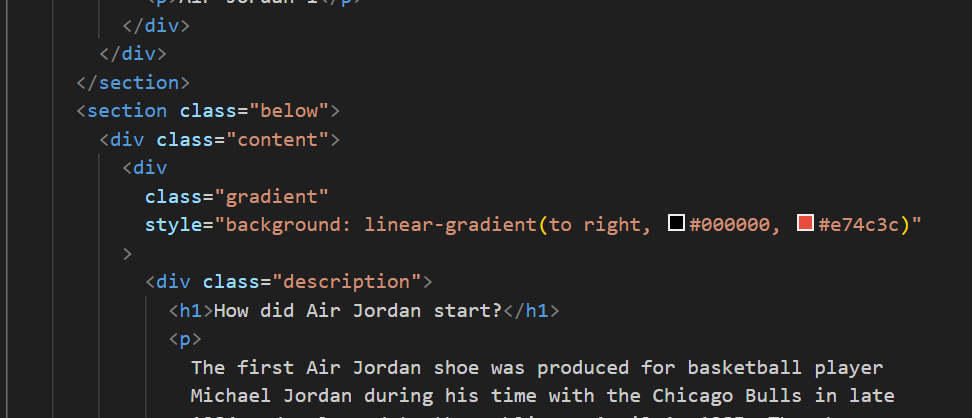 <p>Air Jordan 1</p>
</div>
</div>
</section>
<section class="below">
<div class="content">
<div
class="gradient"
style="background: linear-gradient(to right, #000000, #e74c3c)"
>
<div class="description">
<h1>How did Air Jordan start?</h1>
<p>
The first Air Jordan shoe was produced for basketball player
Michael Jordan during his time with the Chicago Bulls in late